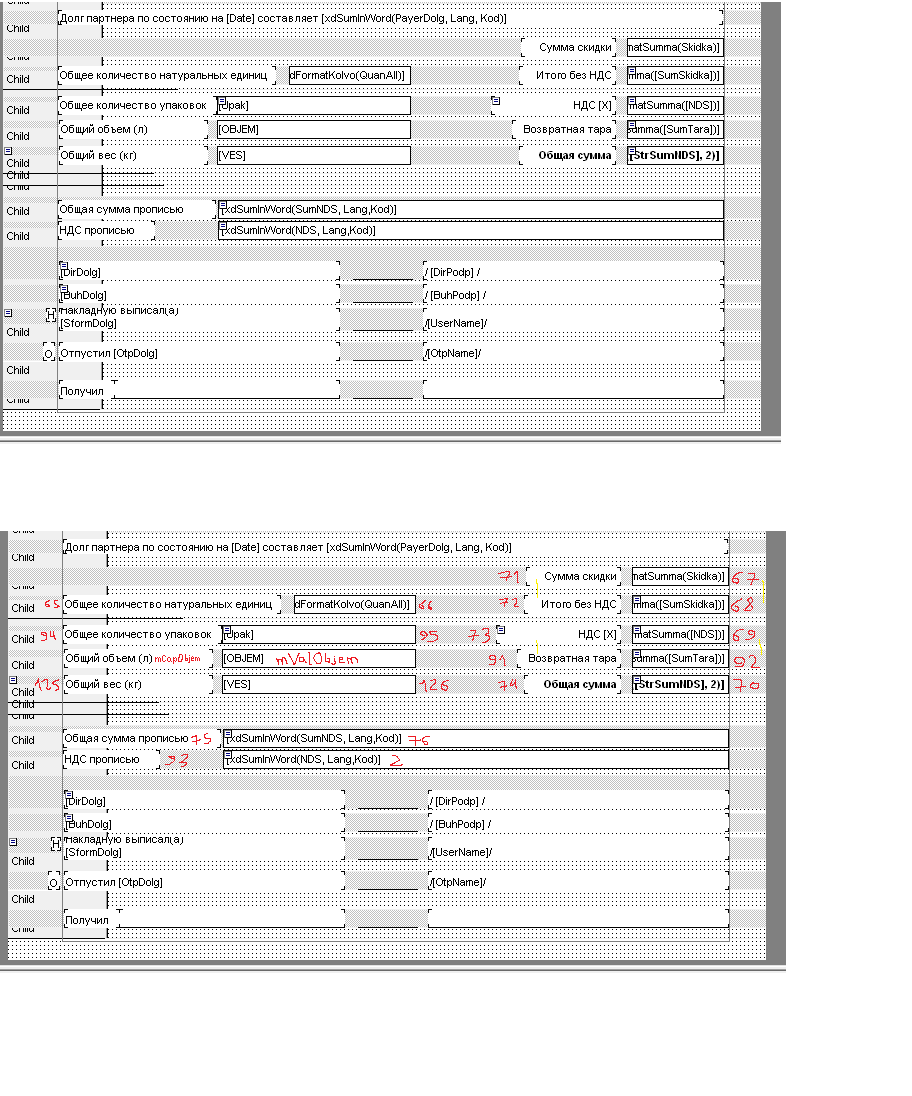 Child
Долг партнера по состоянию на [Date] составляет [xdSumInWord(PayerDolg, Lang, Kod)]
Child
Сумма скидки matSumma(Skidka)]
Child Общее количество натуральных единиц dFormatKolvo(QuanAll)] Итого без НДС mma([SumSkidka])]
Child Общее количество упаковок [Upak] НДС [X] matSumma([NDS])]
Child Общий объем (л) [OBJEM] Возвратная тара summa([SumTara])]
Child Общий вес (кг) [VES] Общая сумма [StrSumNDS], 2)]
Child
Child
Child Общая сумма прописью [xdSumInWord(SumNDS, Lang,Kod)]
Child НДС прописью [xdSumInWord(NDS, Lang,Kod)]
[DirDolg] / [DirPodp] /
[BuhDolg] / [BuhPodp] /
Н Накладную выписал(а)
[SformDolg] /[UserName]/
Child
О Отпустил [OtpDolg] /[OtpName]/
Child
Получил
Child
Child
Долг партнера по состоянию на [Date] составляет [xdSumInWord(PayerDolg, Lang, Kod)]
Child
71 Сумма скидки matSumma(Skidka)] 67
Child 65 Общее количество натуральных единиц dFormatKolvo(QuanAll)] 66 72 Итого без НДС mma([SumSkidka])] 68
Child 94 Общее количество упаковок [Upak] 95 73 НДС [X] matSumma([NDS])] 69
Child Общий объем (л) mCapObjem [OBJEM] mValObjem 91 Возвратная тара summa([SumTara])] 92
Child 125 Общий вес (кг) [VES] 126 74 Общая сумма [StrSumNDS], 2)] 70
Child
Child
Child Общая сумма прописью 75 [xdSumInWord(SumNDS, Lang,Kod)] 76
Child НДС прописью 93 [xdSumInWord(NDS, Lang,Kod)] 2
[DirDolg] / [DirPodp] /
[BuhDolg] / [BuhPodp] /
Н Накладную выписал(а)
[SformDolg] /[UserName]/
Child
О Отпустил [OtpDolg] /[OtpName]/
Child
Получил
Child